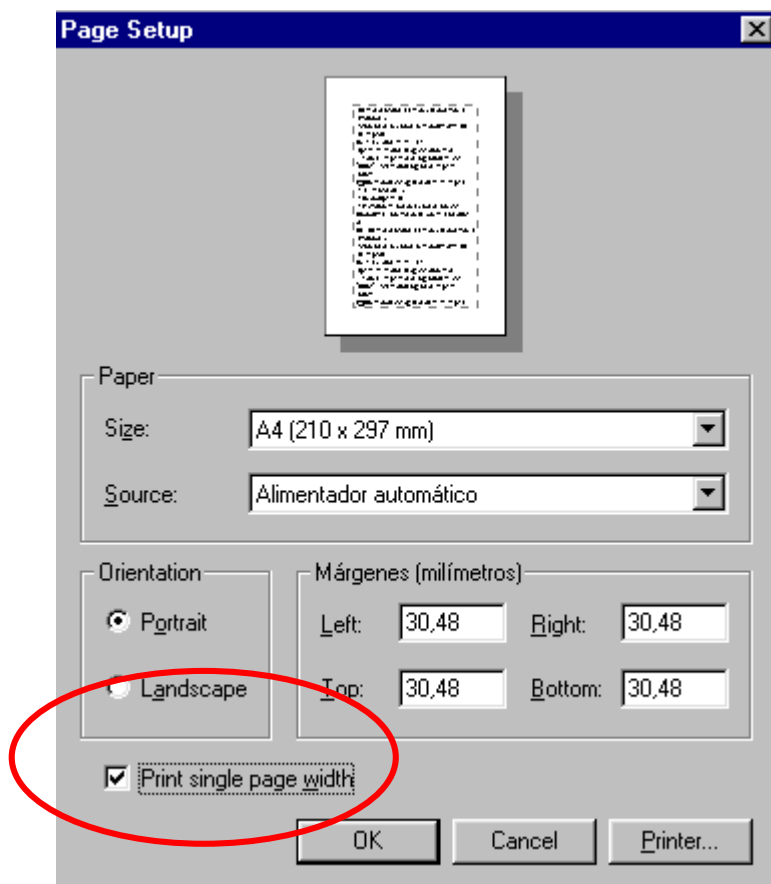 Page Setup
Paper
Size: A4 (210 x 297 mm)
Source: Alimentador automático
Orientation
Portrait
Landscape
Márgenes (milímetros)
Left: 30,48 Right: 30,48
Top: 30,48 Bottom: 30,48
Print single page width
OK Cancel Printer...